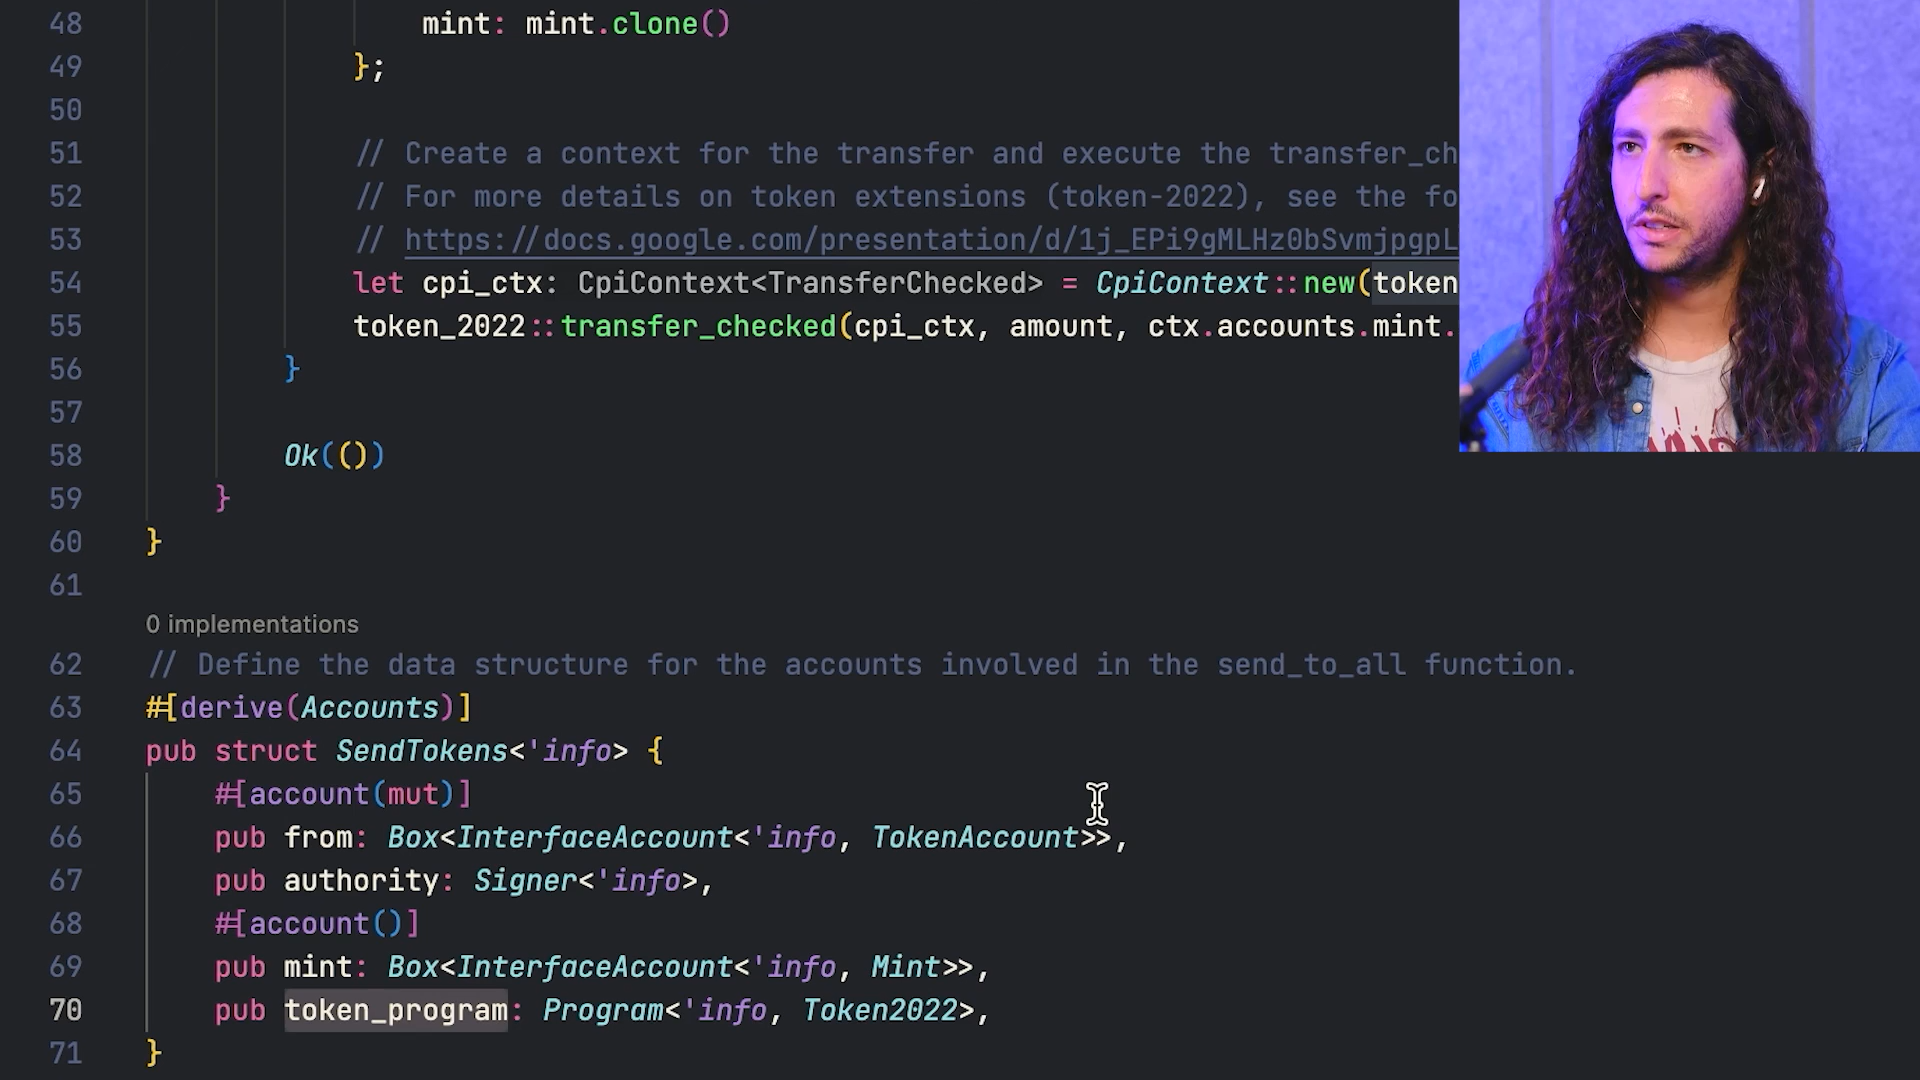 48 mint: mint.clone()
49 };
50
51 // Create a context for the transfer and execute the transfer_ch
52 // For more details on token extensions (token-2022), see the fo
53 // https://docs.google.com/presentation/d/1j_EPi9gMLHz0bSvmjpgpL
54 let cpi_ctx: CpiContext<TransferChecked> = CpiContext::new(token
55 token_2022::transfer_checked(cpi_ctx, amount, ctx.accounts.mint.
56 }
57
58 Ok(())
59 }
60 }
61
0 implementations
62 // Define the data structure for the accounts involved in the send_to_all function.
63 #[derive(Accounts)]
64 pub struct SendTokens<'info> {
65 #[account(mut)]
66 pub from: Box<InterfaceAccount<'info, TokenAccount>>,
67 pub authority: Signer<'info>,
68 #[account()]
69 pub mint: Box<InterfaceAccount<'info, Mint>>,
70 pub token_program: Program<'info, Token2022>,
71 }